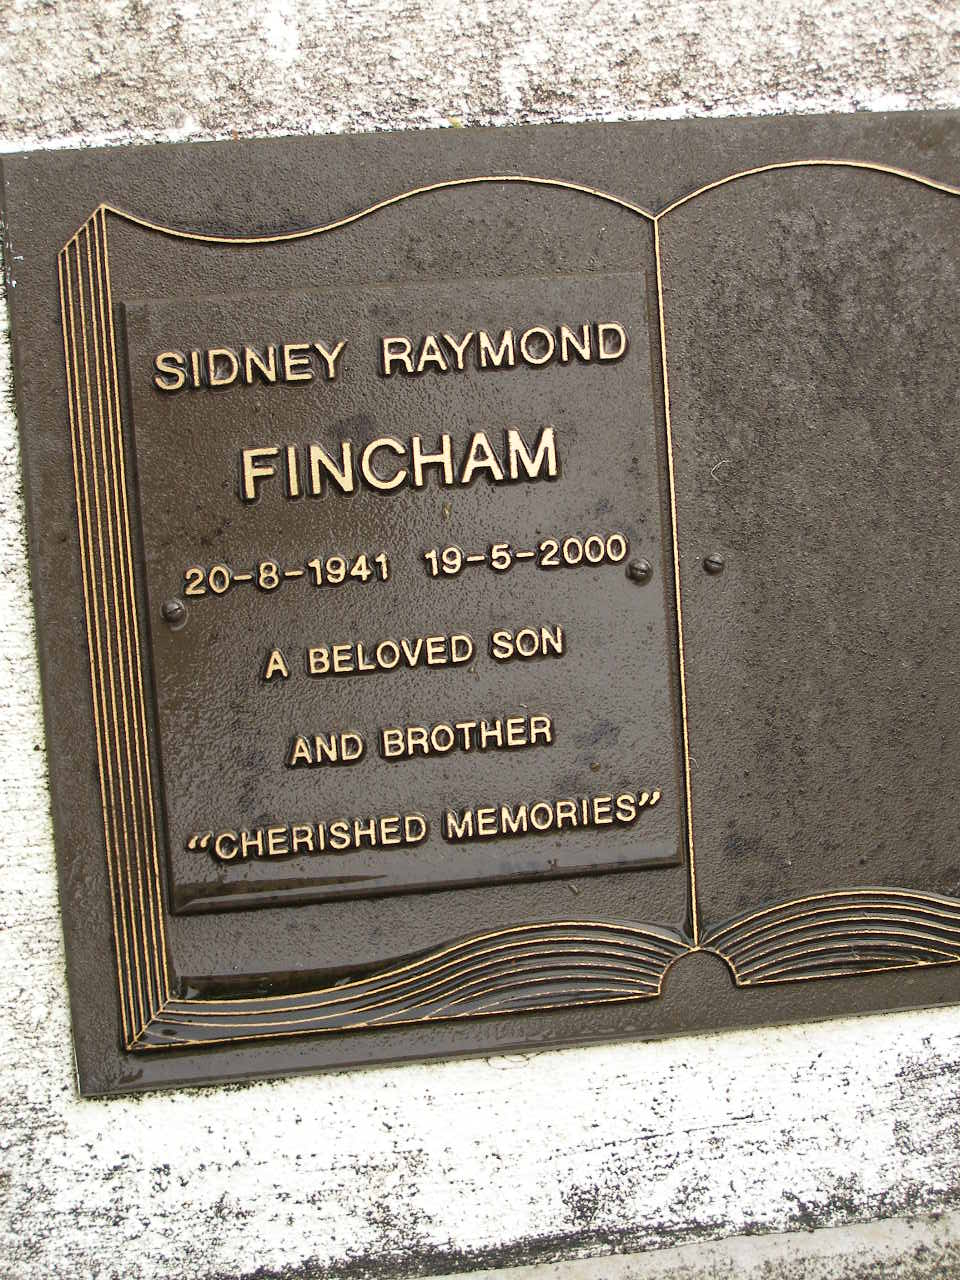 SIDNEY RAYMOND
FINCHAM
20-8-1941 19-5-2000
A BELOVED SON
AND BROTHER
"CHERISHED MEMORIES"